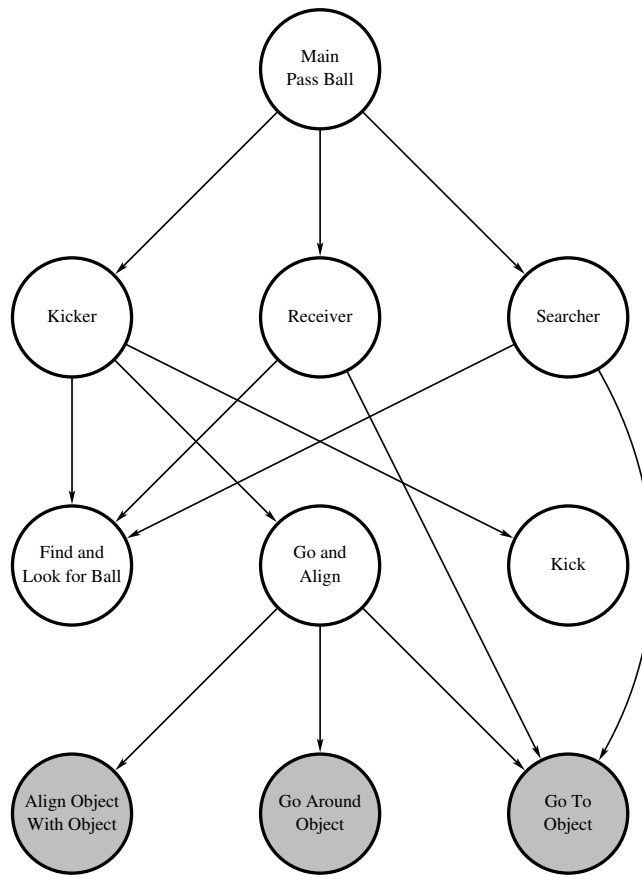 Main
Pass Ball
Kicker
Receiver
Searcher
Find and
Look for Ball
Go and
Align
Kick
Align Object
With Object
Go Around
Object
Go To
Object